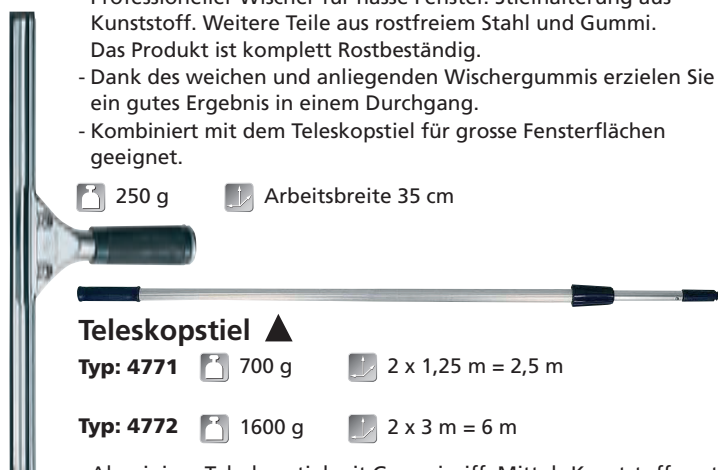 Professioneller Wischer für nasse Fenster. Stielhalterung aus
Kunststoff. Weitere Teile aus rostfreiem Stahl und Gummi.
Das Produkt ist komplett Rostbeständig.
- Dank des weichen und anliegenden Wischergummis erzielen Sie
ein gutes Ergebnis in einem Durchgang.
- Kombiniert mit dem Teleskopstiel für grosse Fensterflächen
geeignet.
250 g Arbeitsbreite 35 cm
Teleskopstiel
Typ: 4771 700 g 2 x 1,25 m = 2,5 m
Typ: 4772 1600 g 2 x 3 m = 6 m